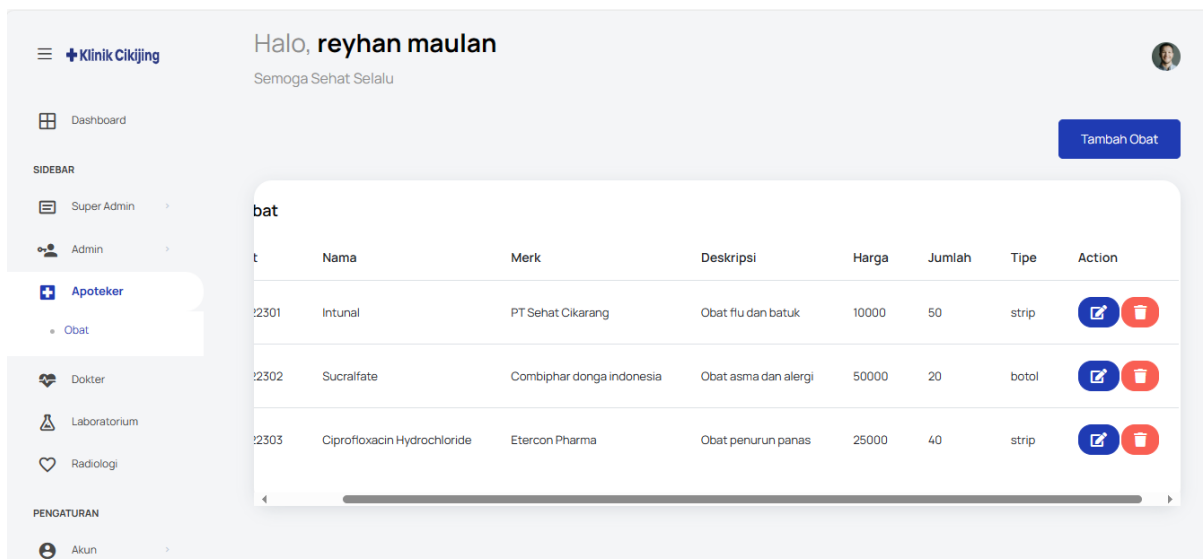 Klinik Cikijing
Halo, reyhan maulan
Semoga Sehat Selalu
Dashboard
SIDEBAR
Super Admin
Admin
Apoteker
Obat
Dokter
Laboratorium
Radiologi
PENGATURAN
Akun
Tambah Obat
bat
t Nama Merk Deskripsi Harga Jumlah Tipe Action
22301 Intunal PT Sehat Cikarang Obat flu dan batuk 10000 50 strip
22302 Sucralfate Combiphar donga indonesia Obat asma dan alergi 50000 20 botol
22303 Ciprofloxacin Hydrochloride Etercon Pharma Obat penurun panas 25000 40 strip